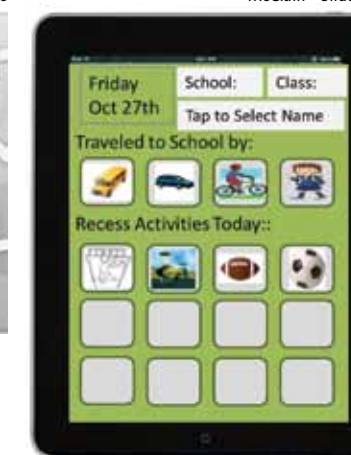 Friday
Oct 27th
School:
Class:
Tap to Select Name
Traveled to School by:
Recess Activities Today::